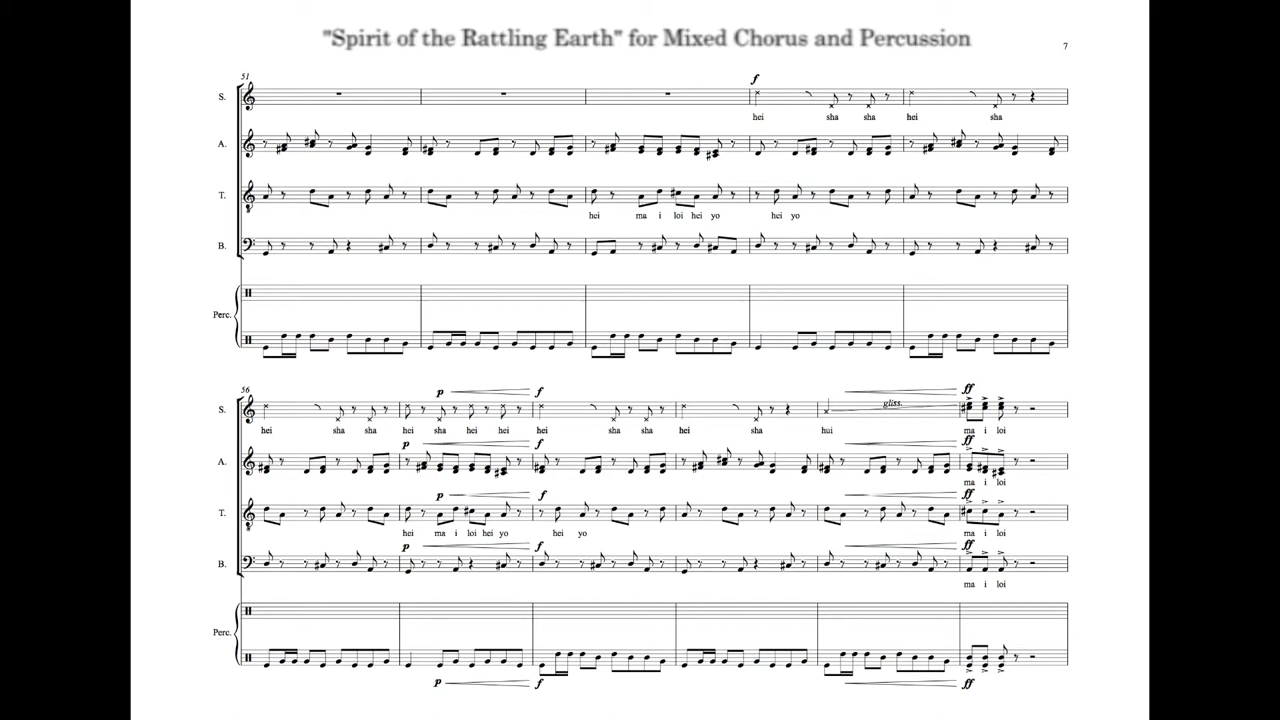 "Spirit of the Rattling Earth" for Mixed Chorus and Percussion
7
51
f
S.
hei sha sha hei sha
A.
T.
hei ma i loi hei yo hei yo
B.
Perc.
56
p f ff
S.
gliss.
hei sha sha hei sha hei hei hei sha sha hei sha hui ma i loi
p f ff
A.
ma i loi
p f ff
T.
hei ma i loi hei yo hei yo ma i loi
p f ff
B.
ma i loi
Perc.
p f ff